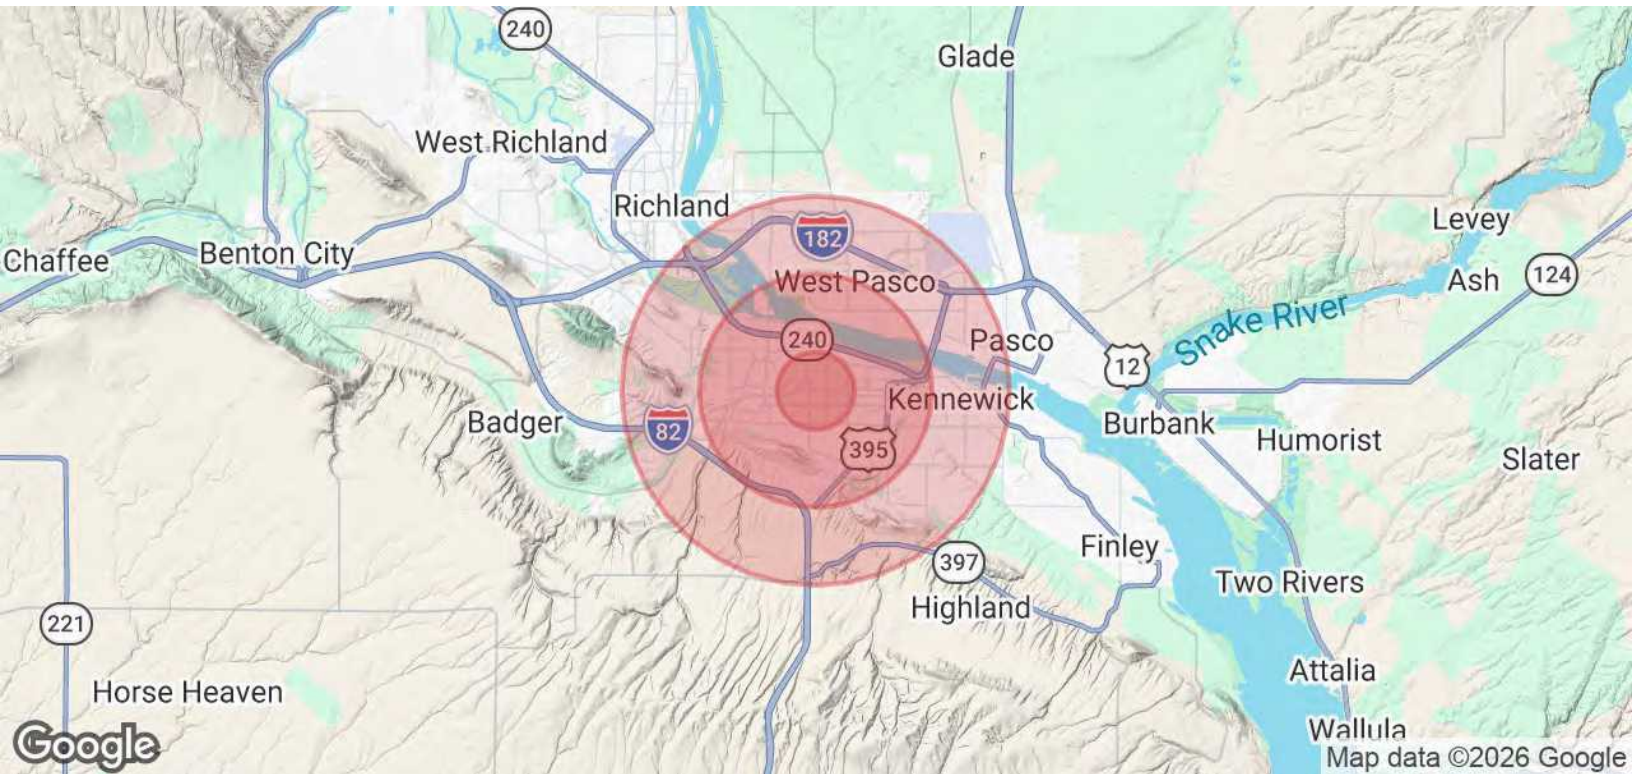 240
Glade
West Richland
Richland
Levey
182
Chaffee
Benton City
West Pasco
Ash
124
Snake River
240
Pasco
12
Kennewick
Badger
82
Burbank
395
Humorist
Slater
Finley
397
Two Rivers
Highland
221
Attalia
Horse Heaven
Wallula
Google
Map data ©2026 Google